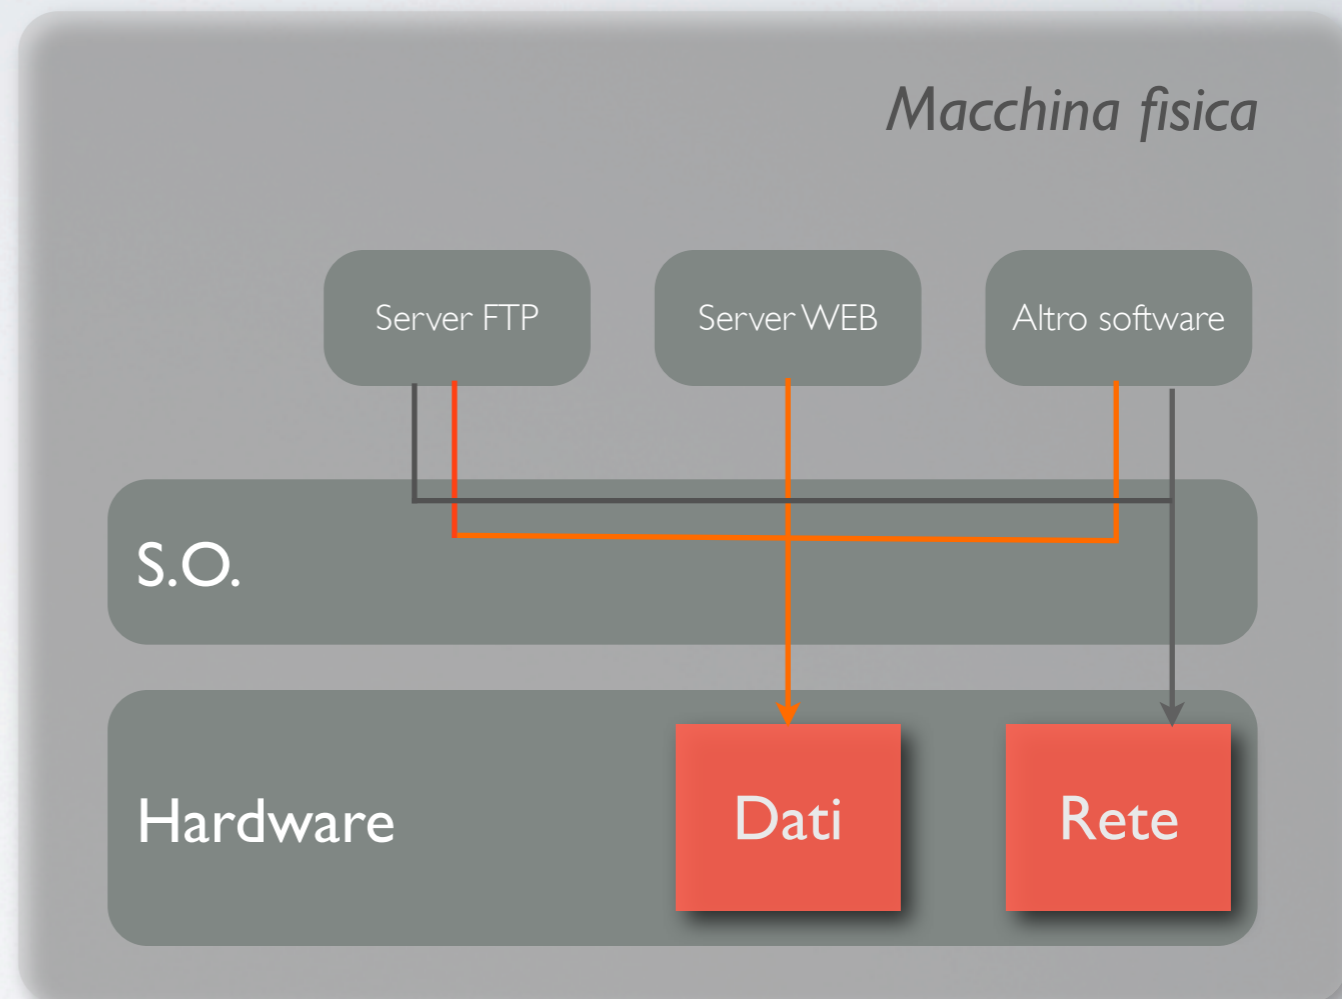 Macchina fisica
Server FTP
Server WEB
Altro software
S.O.
Hardware
Dati
Rete